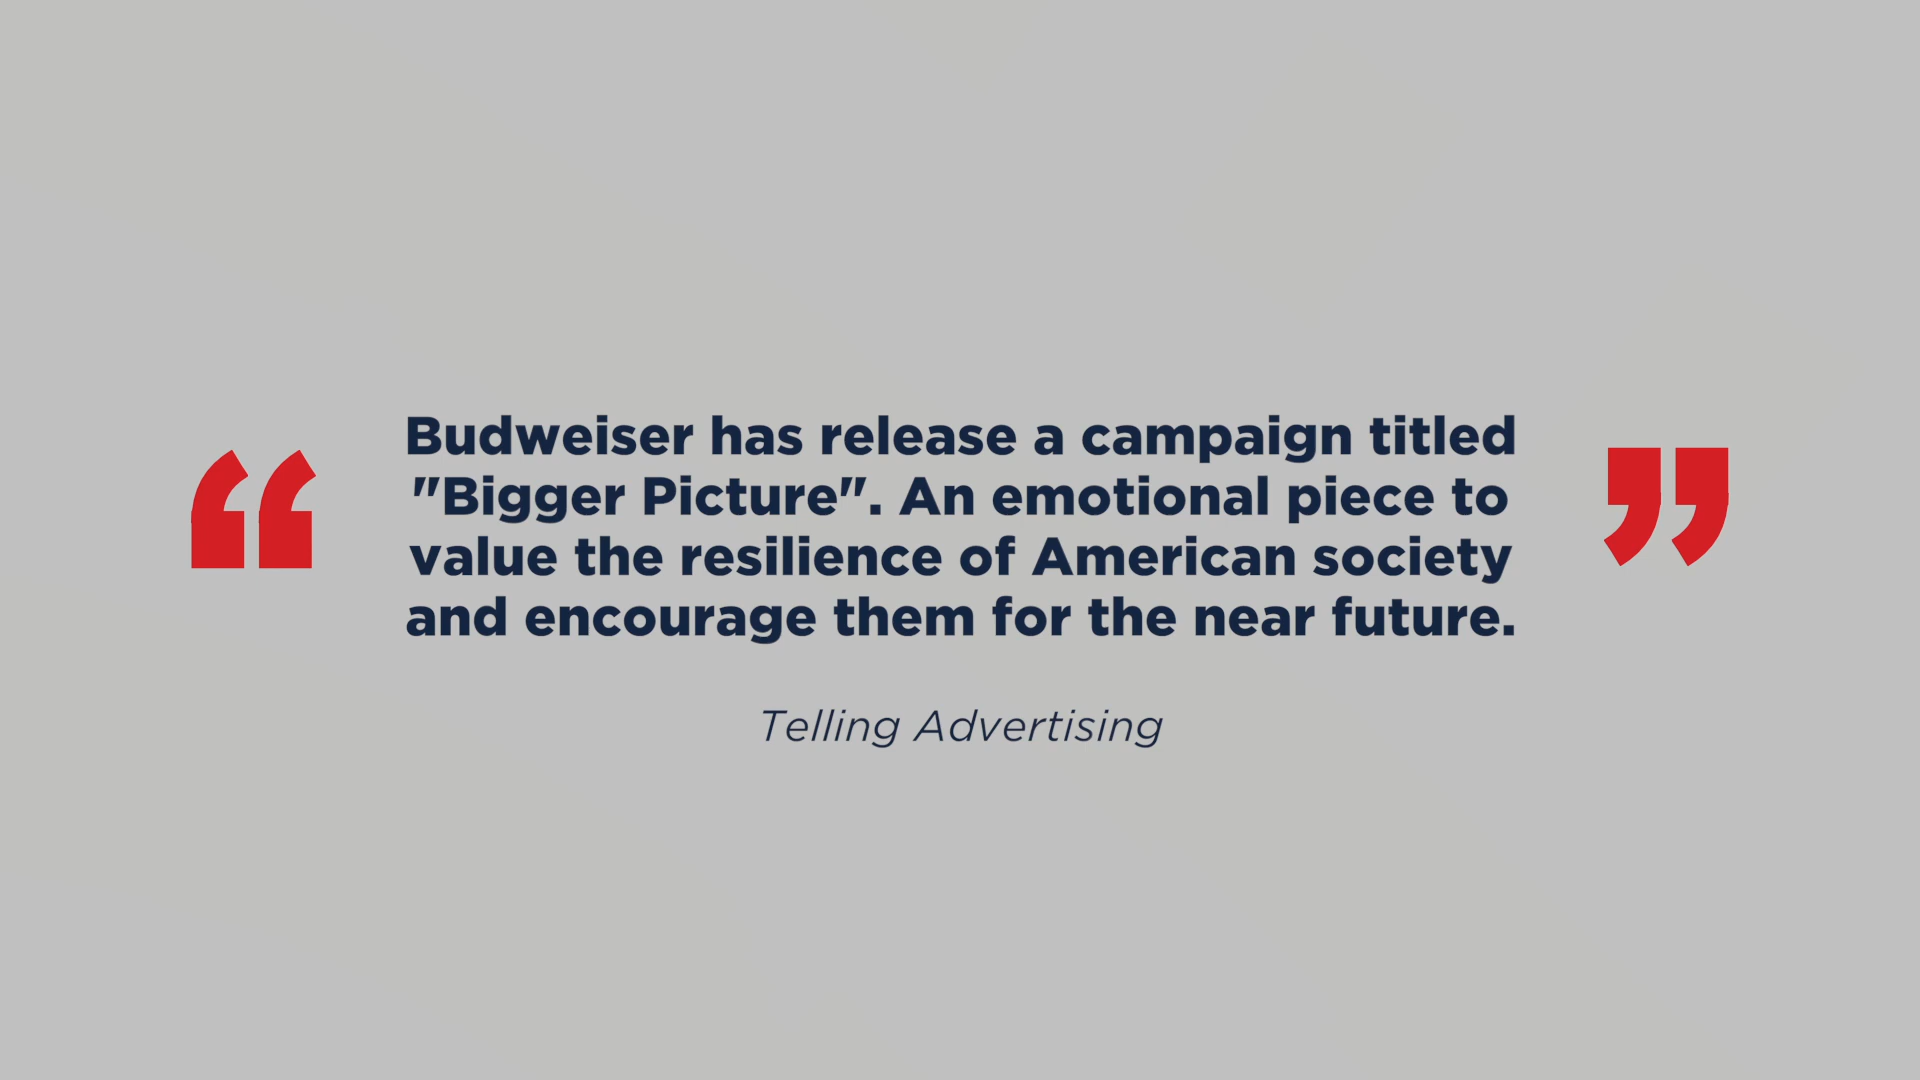 Budweiser has release a campaign titled
"Bigger Picture". An emotional piece to
value the resilience of American society
and encourage them for the near future.
Telling Advertising